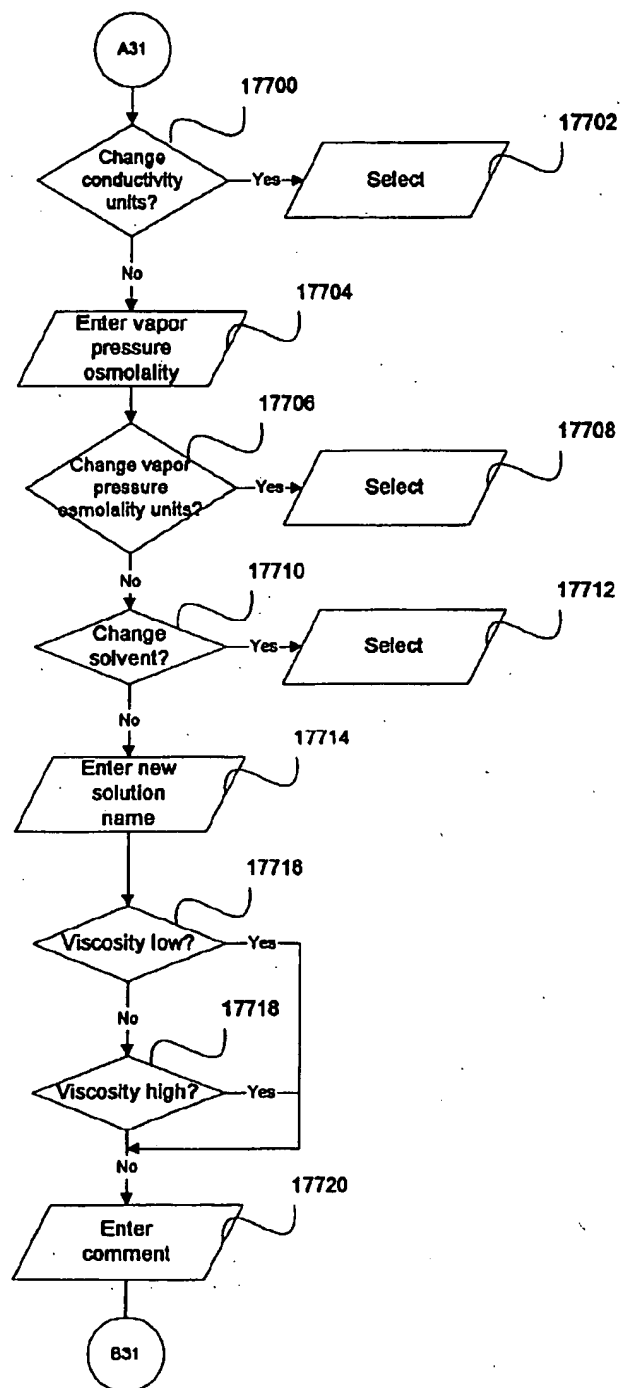 A31
17700
Change
conductivity
units?
Yes
17702
Select
No
17704
Enter vapor
pressure
osmolality
17706
Change vapor
pressure
osmolality units?
Yes
17708
Select
No
17710
Change
solvent?
Yes
17712
Select
No
17714
Enter new
solution
name
17716
Viscosity low?
Yes
No
17718
Viscosity high?
Yes
No
17720
Enter
comment
B31